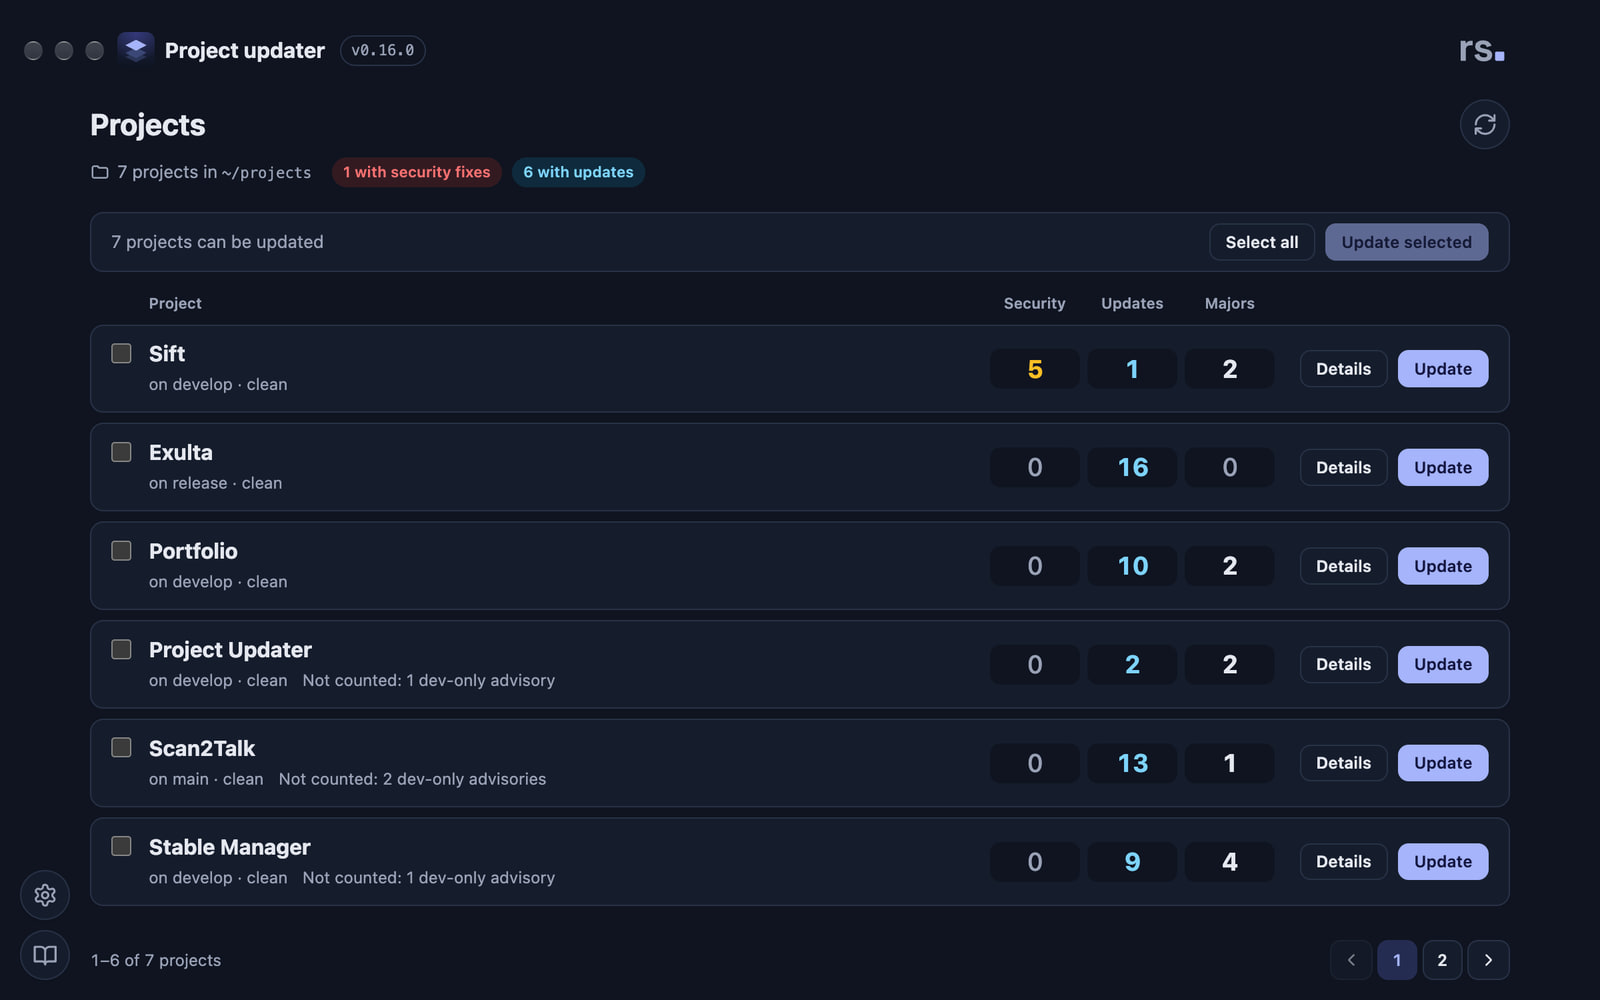 Project updater v0.16.0 rs.
Projects
7 projects in ~/projects 1 with security fixes 6 with updates
7 projects can be updated Select all Update selected
Project Security Updates Majors
Sift
on develop · clean
5 1 2 Details Update
Exulta
on release · clean
0 16 0 Details Update
Portfolio
on develop · clean
0 10 2 Details Update
Project Updater
on develop · clean Not counted: 1 dev-only advisory
0 2 2 Details Update
Scan2Talk
on main · clean Not counted: 2 dev-only advisories
0 13 1 Details Update
Stable Manager
on develop · clean Not counted: 1 dev-only advisory
0 9 4 Details Update
1–6 of 7 projects 1 2